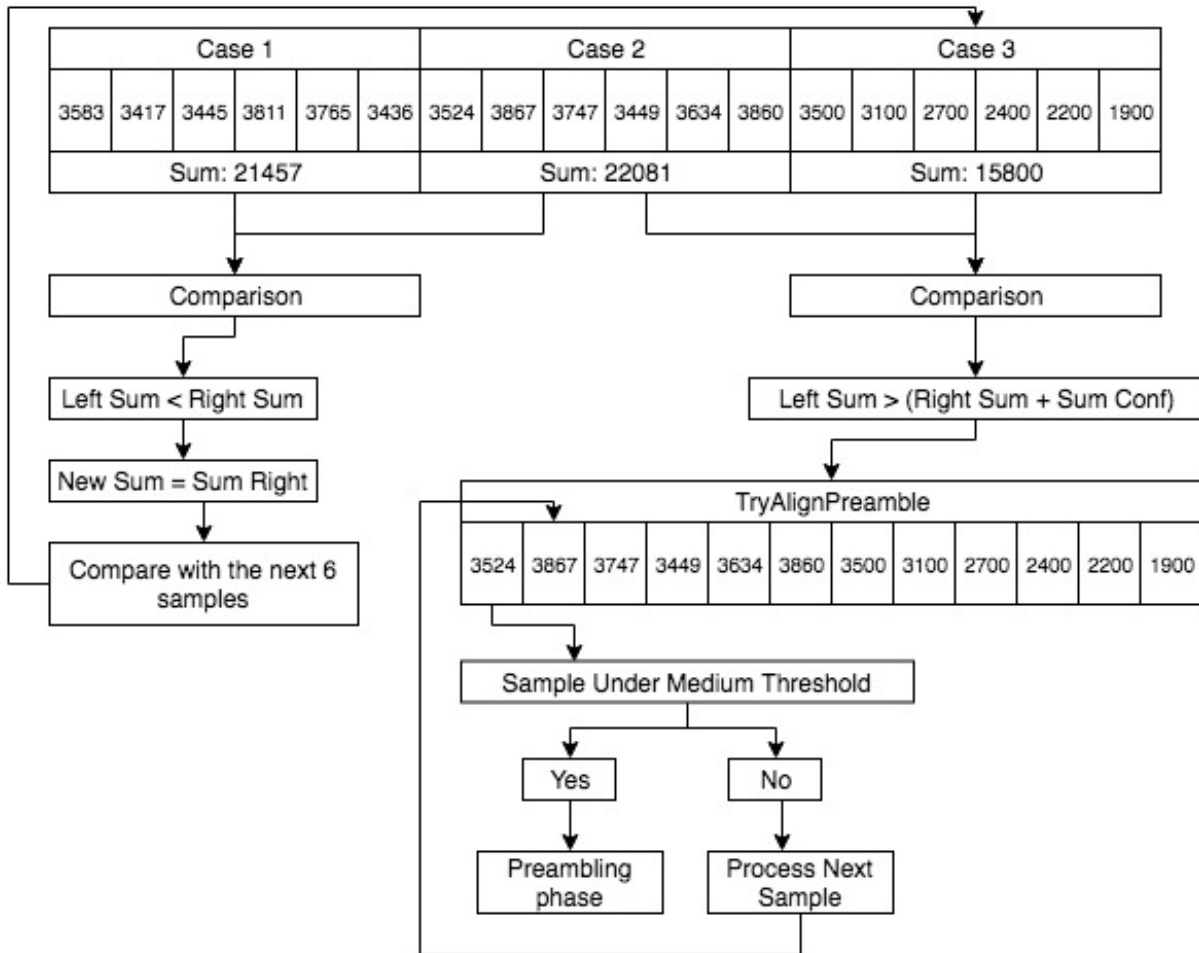 Case 1 Case 2 Case 3
3583 3417 3445 3811 3765 3436 3524 3867 3747 3449 3634 3860 3500 3100 2700 2400 2200 1900
Sum: 21457 Sum: 22081 Sum: 15800
Comparison Comparison
Left Sum < Right Sum Left Sum > (Right Sum + Sum Conf)
New Sum = Sum Right
TryAlignPreamble
Compare with the next 6
samples
3524 3867 3747 3449 3634 3860 3500 3100 2700 2400 2200 1900
Sample Under Medium Threshold
Yes No
Preambling
phase
Process Next
Sample